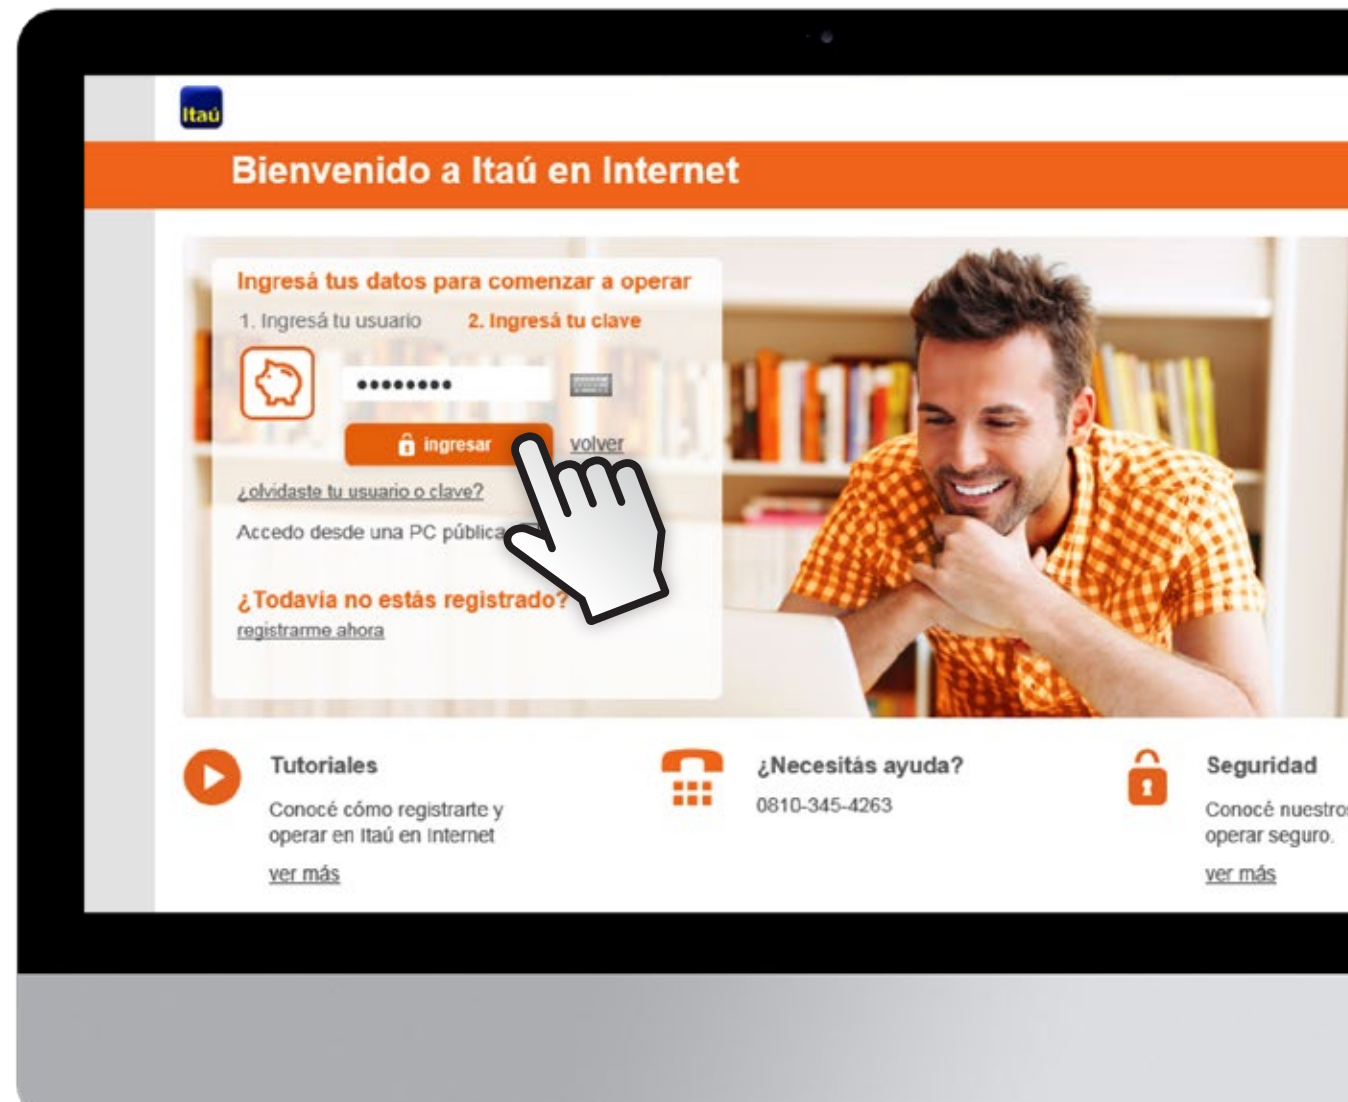 Itaú
Bienvenido a Itaú en Internet
Ingresá tus datos para comenzar a operar
1. Ingresá tu usuario 2. Ingresá tu clave
••••••••
ingresar volver
¿olvidaste tu usuario o clave?
Accedo desde una PC pública
¿Todavía no estás registrado?
registrarme ahora
Tutoriales
Conocé cómo registrarte y
operar en Itaú en Internet
ver más
¿Necesitás ayuda?
0810-345-4263
Seguridad
Conocé nuestros
operar seguro.
ver más